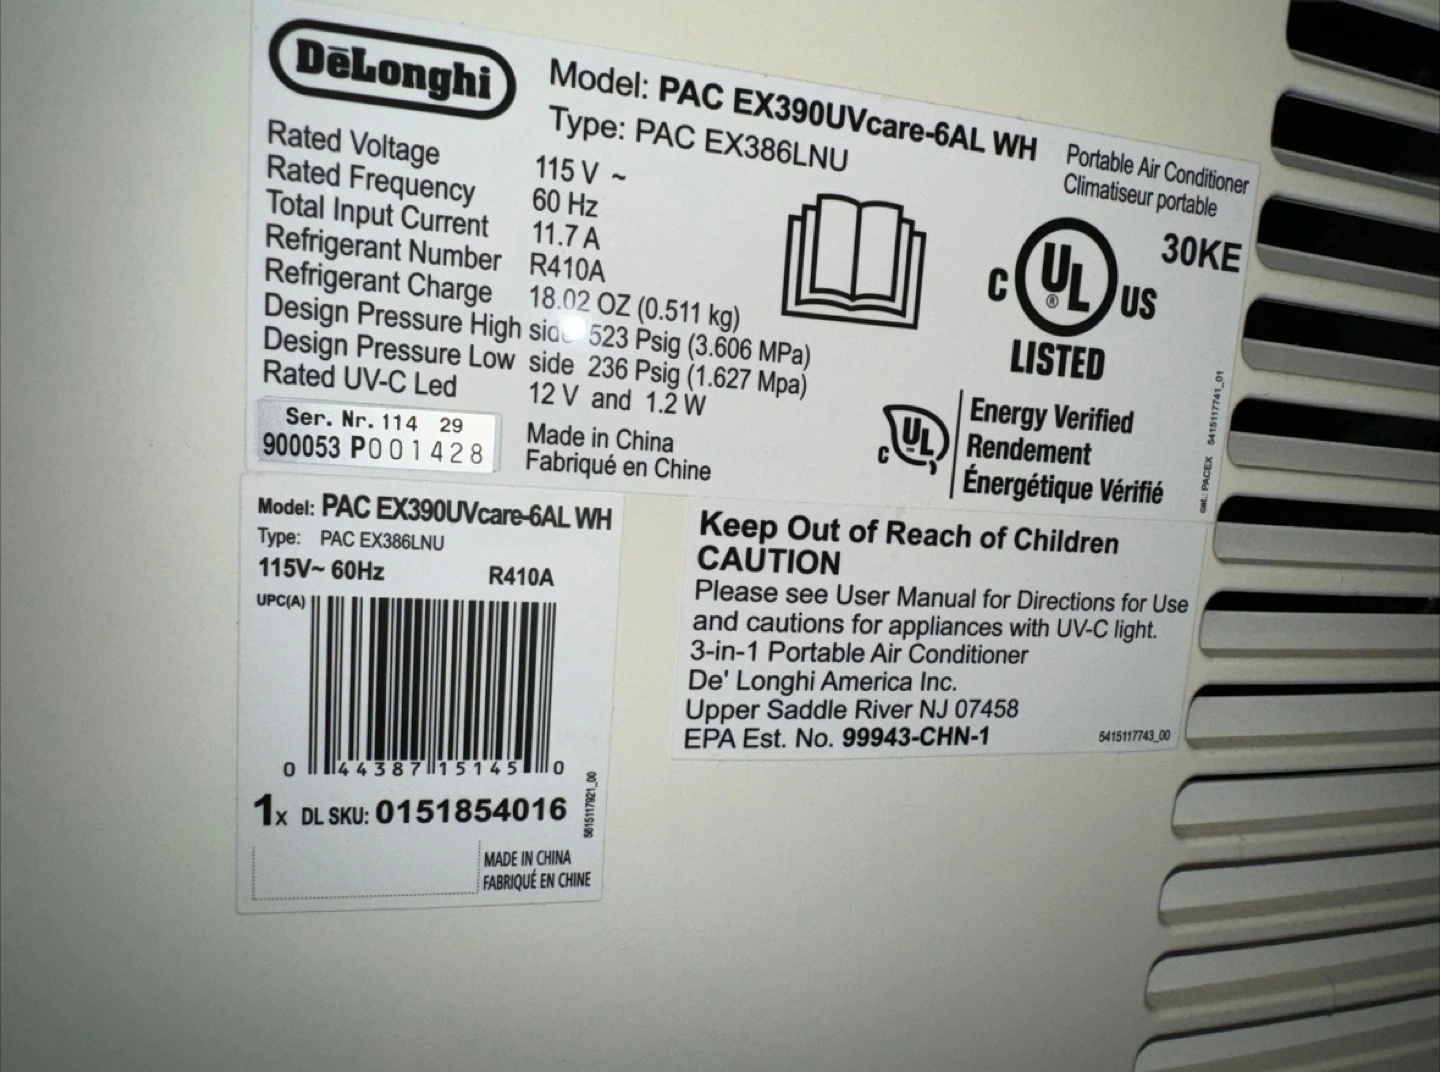 DēLonghi
Model: PAC EX390UVcare-6AL WH
Type: PAC EX386LNU
Portable Air Conditioner
Climatiseur portable
Rated Voltage 115 V ~
Rated Frequency 60 Hz
Total Input Current 11.7 A
Refrigerant Number R410A
Refrigerant Charge 18.02 OZ (0.511 kg)
Design Pressure High side 523 Psig (3.606 MPa)
Design Pressure Low side 236 Psig (1.627 Mpa)
Rated UV-C Led 12 V and 1.2 W
30KE
C UL ® US
LISTED
Ser. Nr. 114 29
900053 P001428
Made in China
Fabriqué en Chine
C UL
Energy Verified
Rendement
Énergétique Vérifié
5415117741_01
Model: PAC EX390UVcare-6AL WH
Type: PAC EX386LNU
115V~ 60Hz R410A
UPC(A)
0 44387 15145 0
1x DL SKU: 0151854016
5615117921_00
MADE IN CHINA
FABRIQUÉ EN CHINE
Keep Out of Reach of Children
CAUTION
Please see User Manual for Directions for Use
and cautions for appliances with UV-C light.
3-in-1 Portable Air Conditioner
De' Longhi America Inc.
Upper Saddle River NJ 07458
EPA Est. No. 99943-CHN-1
5415117743_00